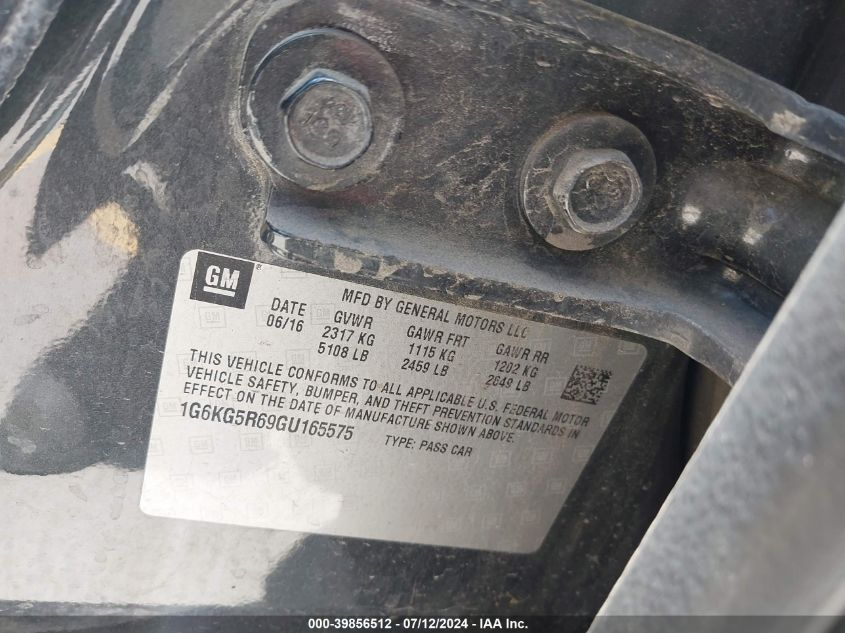 GM
MFD BY GENERAL MOTORS LLC
DATE GVWR GAWR FRT GAWR RR
06/16 2317 KG 1115 KG 1202 KG
5108 LB 2459 LB 2649 LB
THIS VEHICLE CONFORMS TO ALL APPLICABLE U.S. FEDERAL MOTOR
VEHICLE SAFETY, BUMPER, AND THEFT PREVENTION STANDARDS IN
EFFECT ON THE DATE OF MANUFACTURE SHOWN ABOVE.
1G6KG5R69GU165575 TYPE: PASS CAR
000-39856512 - 07/12/2024 - IAA Inc.